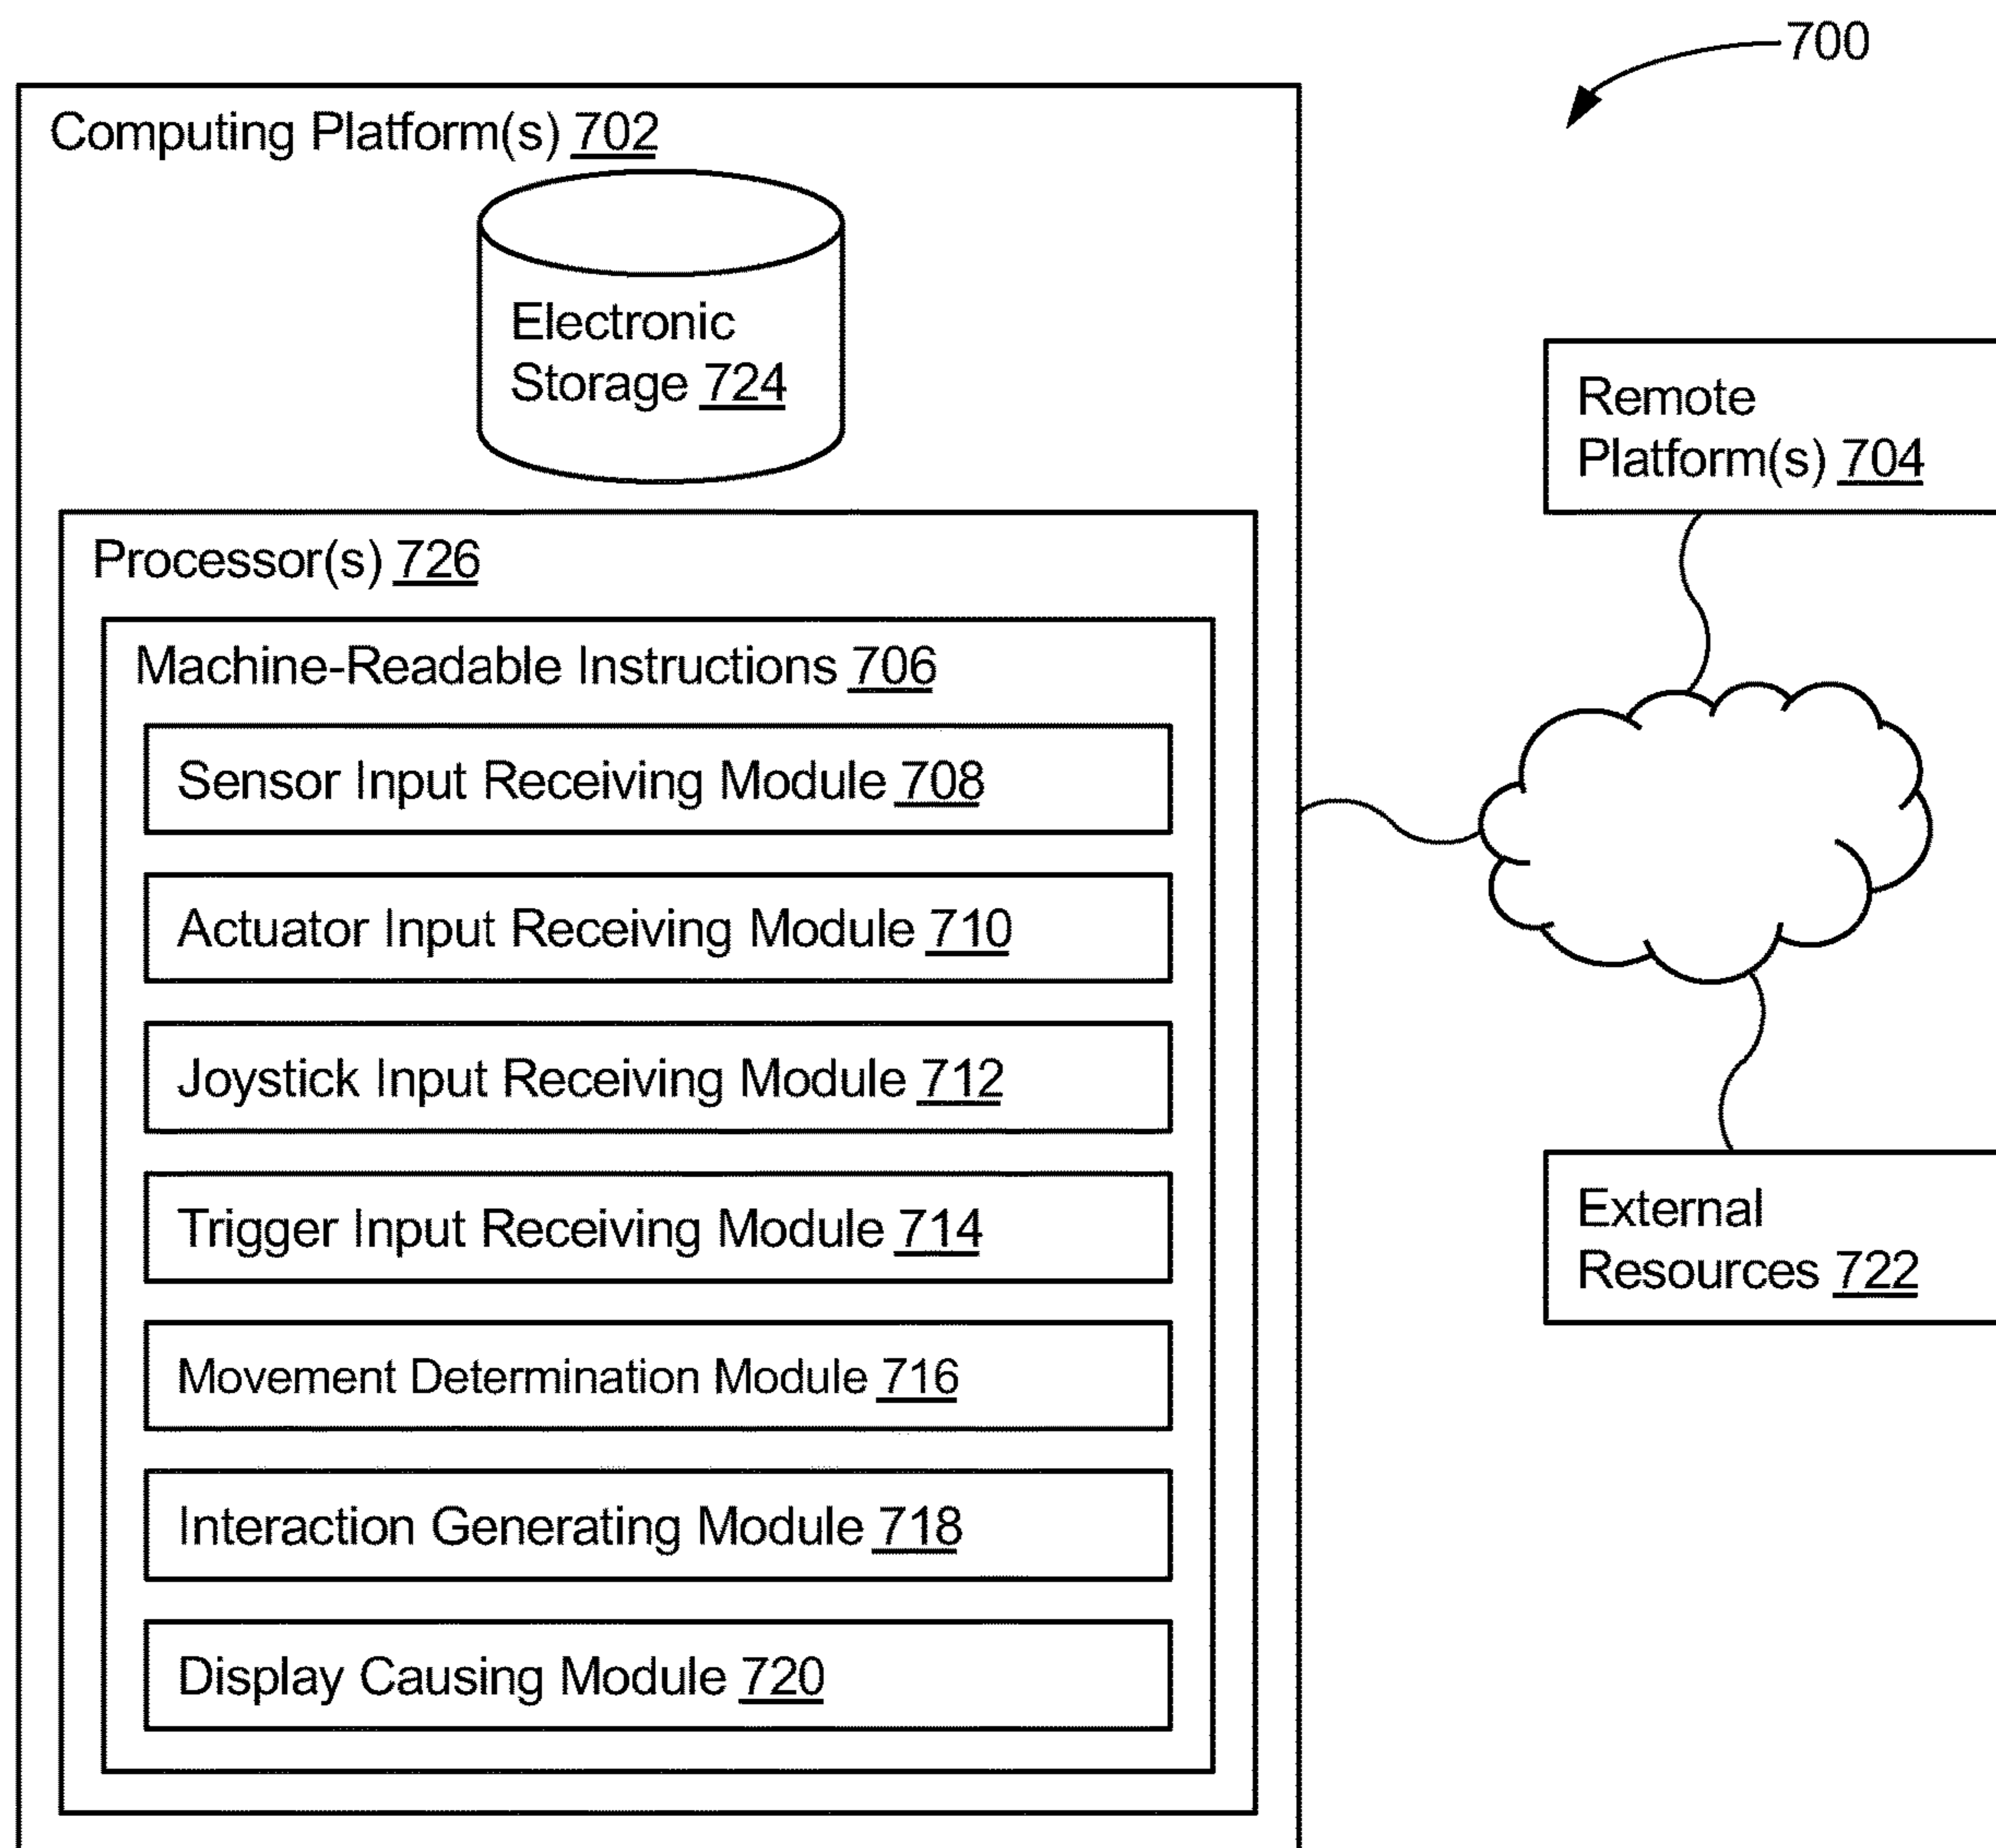 700
Computing Platform(s) 702
Electronic
Storage 724
Remote
Platform(s) 704
Processor(s) 726
Machine-Readable Instructions 706
Sensor Input Receiving Module 708
Actuator Input Receiving Module 710
Joystick Input Receiving Module 712
Trigger Input Receiving Module 714
External
Resources 722
Movement Determination Module 716
Interaction Generating Module 718
Display Causing Module 720